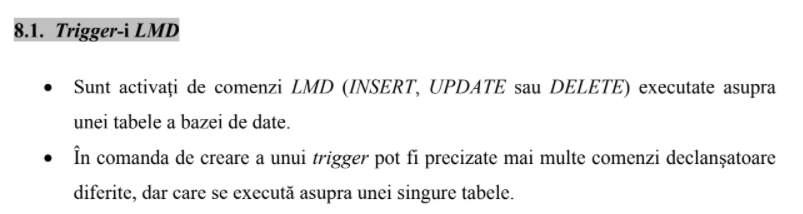 8.1. Trigger-i LMD
• Sunt activaţi de comenzi LMD (INSERT, UPDATE sau DELETE) executate asupra
unei tabele a bazei de date.
• În comanda de creare a unui trigger pot fi precizate mai multe comenzi declanşatoare
diferite, dar care se execută asupra unei singure tabele.